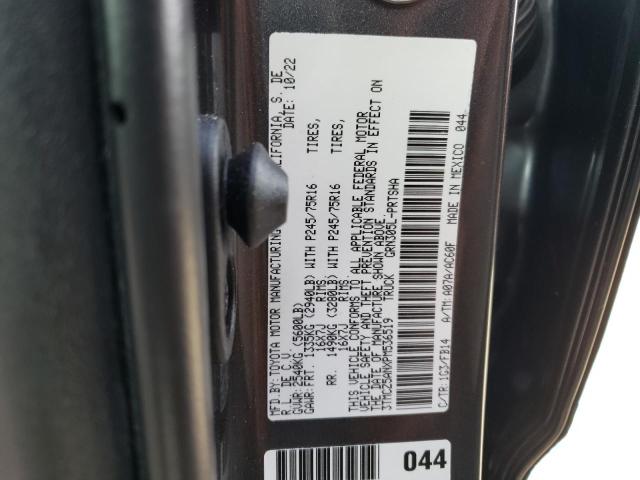 MFD.BY:TOYOTA MOTOR MANUFACTURING CALIFORNIA, S. DE
R.L. DE C.V. DATE: 10/22
GVWR:2540KG(5600LB)
GAWR:FRT. 1335KG (2940LB) WITH P245/75R16 TIRES,
16X7J RIMS,
RR. 1490KG (3280LB) WITH P245/75R16 TIRES,
16X7J RIMS,
THIS VEHICLE CONFORMS TO ALL APPLICABLE FEDERAL MOTOR
VEHICLE SAFETY AND THEFT PREVENTION STANDARDS IN EFFECT ON
THE DATE OF MANUFACTURE SHOWN ABOVE.
3TMCZ5ANXPM536519 TRUCK GRN305L-PRTSHA
C/TR:1G3/FB14 A/TM:A07A/AC60F MADE IN MEXICO 044
044